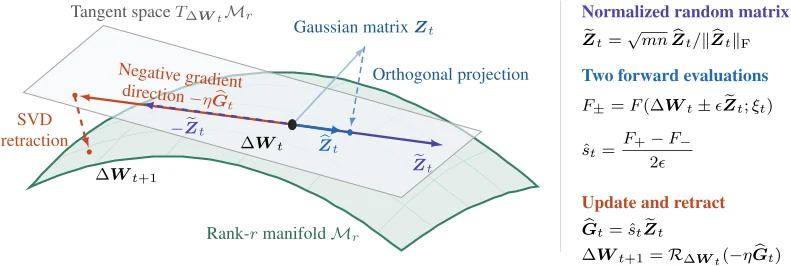 Tangent space T_{ΔW_t} M_r
Gaussian matrix Z_t
Negative gradient
direction −ηĜ_t
Orthogonal projection
SVD
retraction
−Z̃_t
ΔW_t
Ẑ_t
Z̃_t
ΔW_{t+1}
Rank-r manifold M_r
Normalized random matrix
Z̃_t = √mn Ẑ_t/‖Ẑ_t‖_F
Two forward evaluations
F_± = F(ΔW_t ± ϵZ̃_t; ξ_t)
ŝ_t = (F_+ − F_−)/2ϵ
Update and retract
Ĝ_t = ŝ_t Z̃_t
ΔW_{t+1} = R_{ΔW_t}(−ηĜ_t)